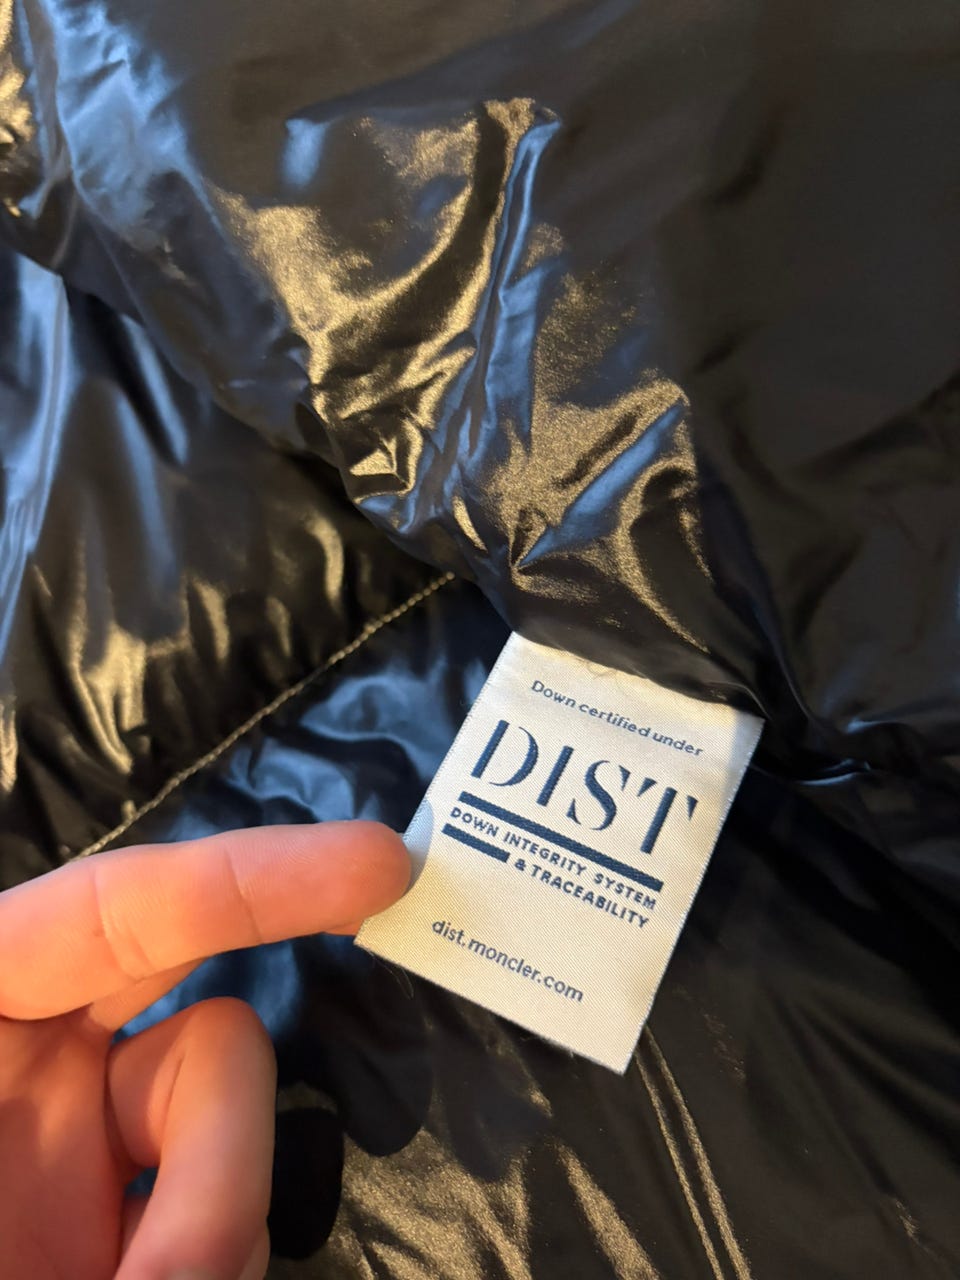 Down certified under
DIST
DOWN INTEGRITY SYSTEM
& TRACEABILITY
dist.moncler.com